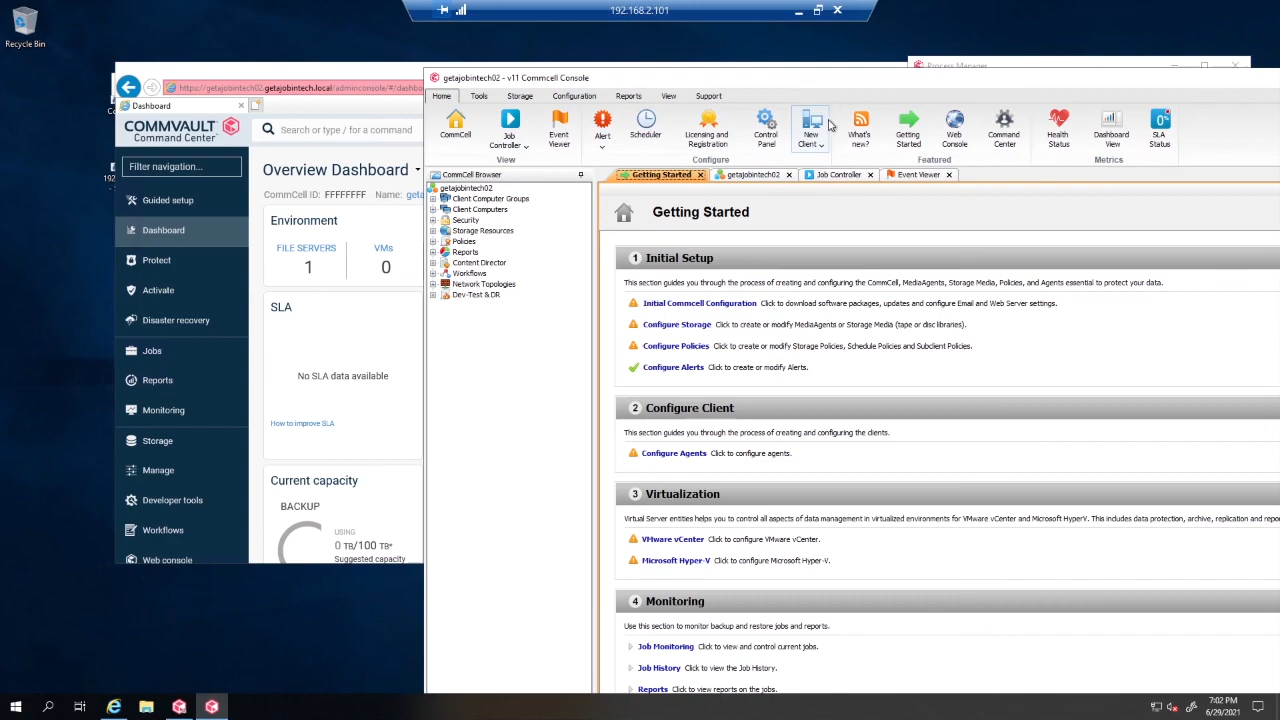 192.168.2.101
Recycle Bin
Process Manager
https://getajobintech02.getajobintech.local/adminconsole/#/dashbo
Dashboard
COMMVAULT
Command Center
Search or type / for a command
Filter navigation...
Guided setup
Dashboard
Protect
Activate
Disaster recovery
Jobs
Reports
Monitoring
Storage
Manage
Developer tools
Workflows
Web console
Overview Dashboard
CommCell ID: FFFFFFFF Name: geta
Environment
FILE SERVERS VMs
1 0
SLA
No SLA data available
How to improve SLA
Current capacity
BACKUP
USING
0 TB/100 TB*
Suggested capacity
getajobintech02 - v11 Commcell Console
Home Tools Storage Configuration Reports View Support
CommCell
Job Controller
Event Viewer
Alert
Scheduler
Licensing and Registration
Control Panel
New Client
What's new?
Getting Started
Web Console
Command Center
Health Status
Dashboard View
SLA Status
View Configure Featured Metrics
CommCell Browser
getajobintech02
Client Computer Groups
Client Computers
Security
Storage Resources
Policies
Reports
Content Director
Workflows
Network Topologies
Dev-Test & DR
Getting Started getajobintech02 Job Controller Event Viewer
Getting Started
1 Initial Setup
This section guides you through the process of creating and configuring the CommCell, MediaAgents, Storage Media, Policies, and Agents essential to protect your data.
Initial Commcell Configuration Click to download software packages, updates and configure Email and Web Server settings.
Configure Storage Click to create or modify MediaAgents or Storage Media (tape or disc libraries).
Configure Policies Click to create or modify Storage Policies, Schedule Policies and Subclient Policies.
Configure Alerts Click to create or modify Alerts.
2 Configure Client
This section guides you through the process of creating and configuring the clients.
Configure Agents Click to configure agents.
3 Virtualization
Virtual Server entities helps you to control all aspects of data management in virtualized environments for VMware vCenter and Microsoft HyperV. This includes data protection, archive, replication and repo
VMware vCenter Click to configure VMware vCenter.
Microsoft Hyper-V Click to configure Microsoft Hyper-V.
4 Monitoring
Use this section to monitor backup and restore jobs and reports.
Job Monitoring Click to view and control current jobs.
Job History Click to view the Job History.
Reports Click to view reports on the jobs.
7:02 PM
6/29/2021